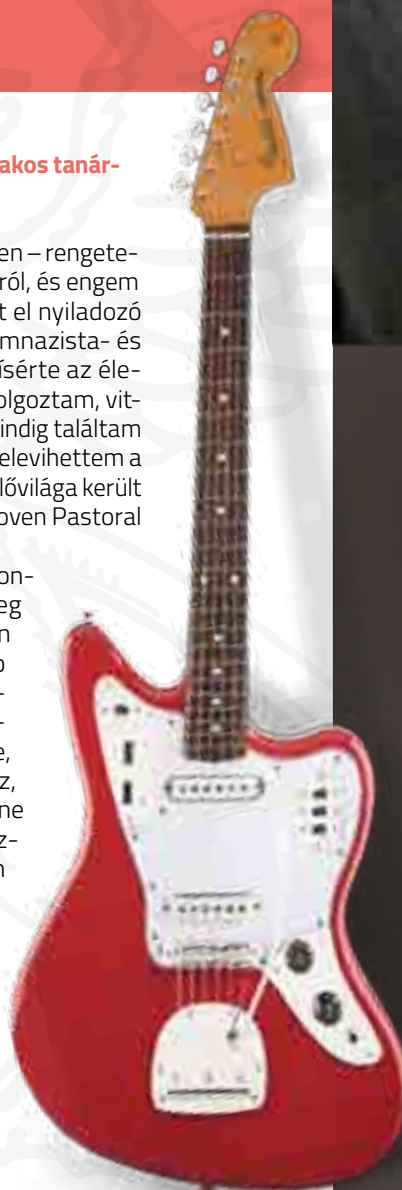 akos tanár-
en – rengete-
ról, és engem
t el nyiladozó
mnazista- és
ísérte az éle-
olgoztam, vit-
indig találtam
elevihettem a
lővilága került
oven Pastoral
on-
eg
n
o
-
-
e,
z,
ne
z-
n